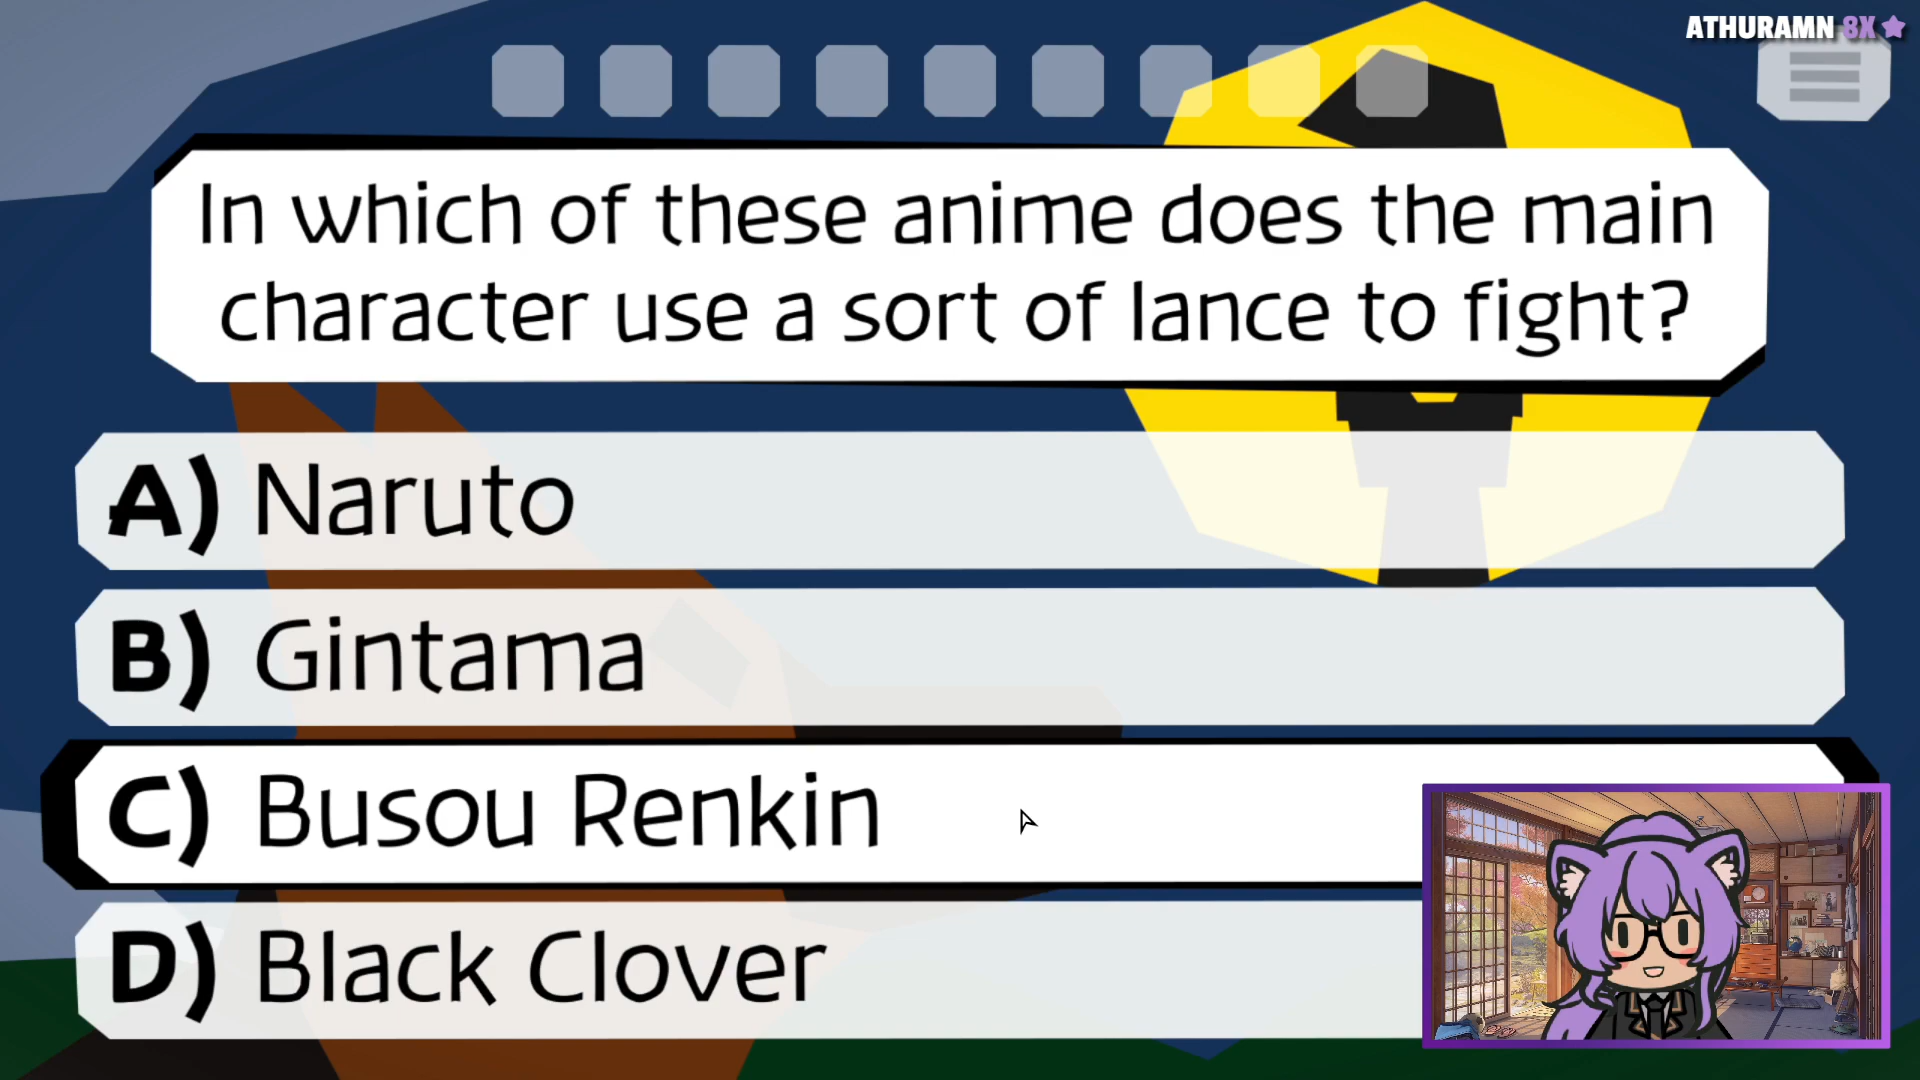 ATHURAMN 8X
In which of these anime does the main
character use a sort of lance to fight?
A) Naruto
B) Gintama
C) Busou Renkin
D) Black Clover